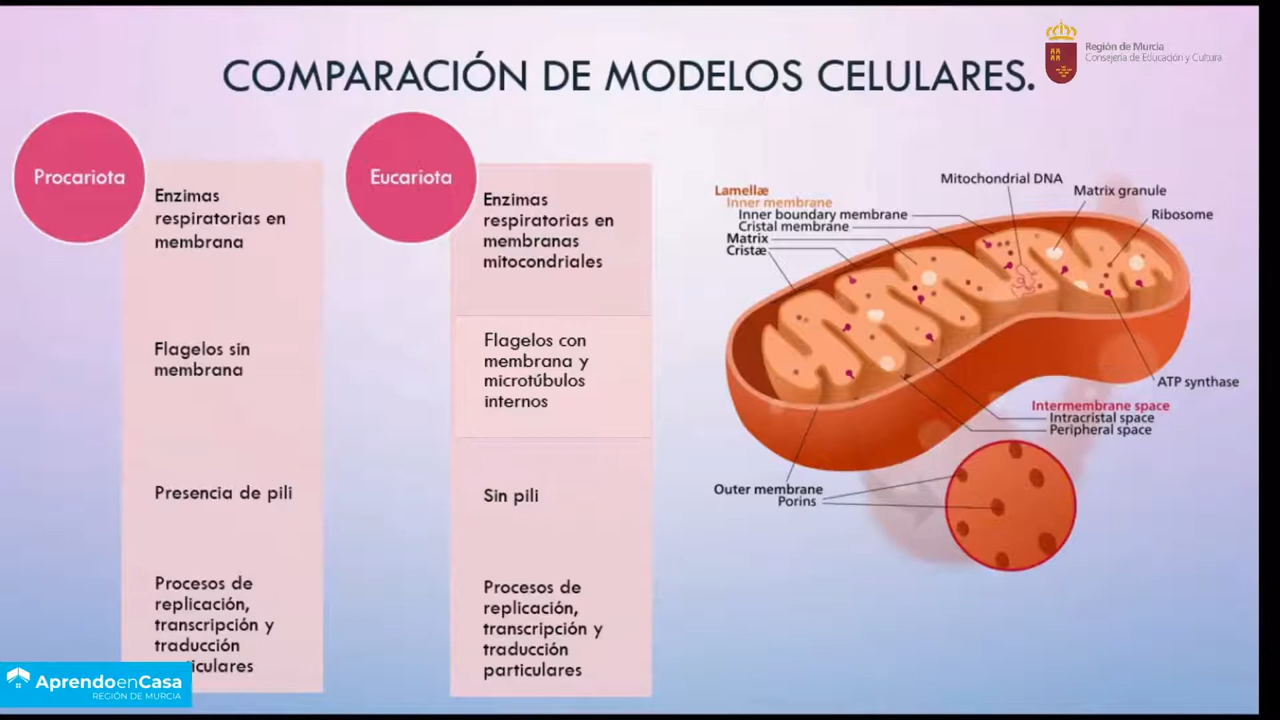 COMPARACIÓN DE MODELOS CELULARES.
Región de Murcia
Consejería de Educación y Cultura
Procariota
Enzimas
respiratorias en
membrana
Flagelos sin
membrana
Presencia de pili
Procesos de
replicación,
transcripción y
traducción
iculares
Eucariota
Enzimas
respiratorias en
membranas
mitocondriales
Flagelos con
membrana y
microtúbulos
internos
Sin pili
Procesos de
replicación,
transcripción y
traducción
particulares
Mitochondrial DNA
Matrix granule
Ribosome
Lamellæ
Inner membrane
Inner boundary membrane
Cristal membrane
Matrix
Cristæ
ATP synthase
Intermembrane space
Intracristal space
Peripheral space
Outer membrane
Porins
AprendoenCasa
REGIÓN DE MURCIA